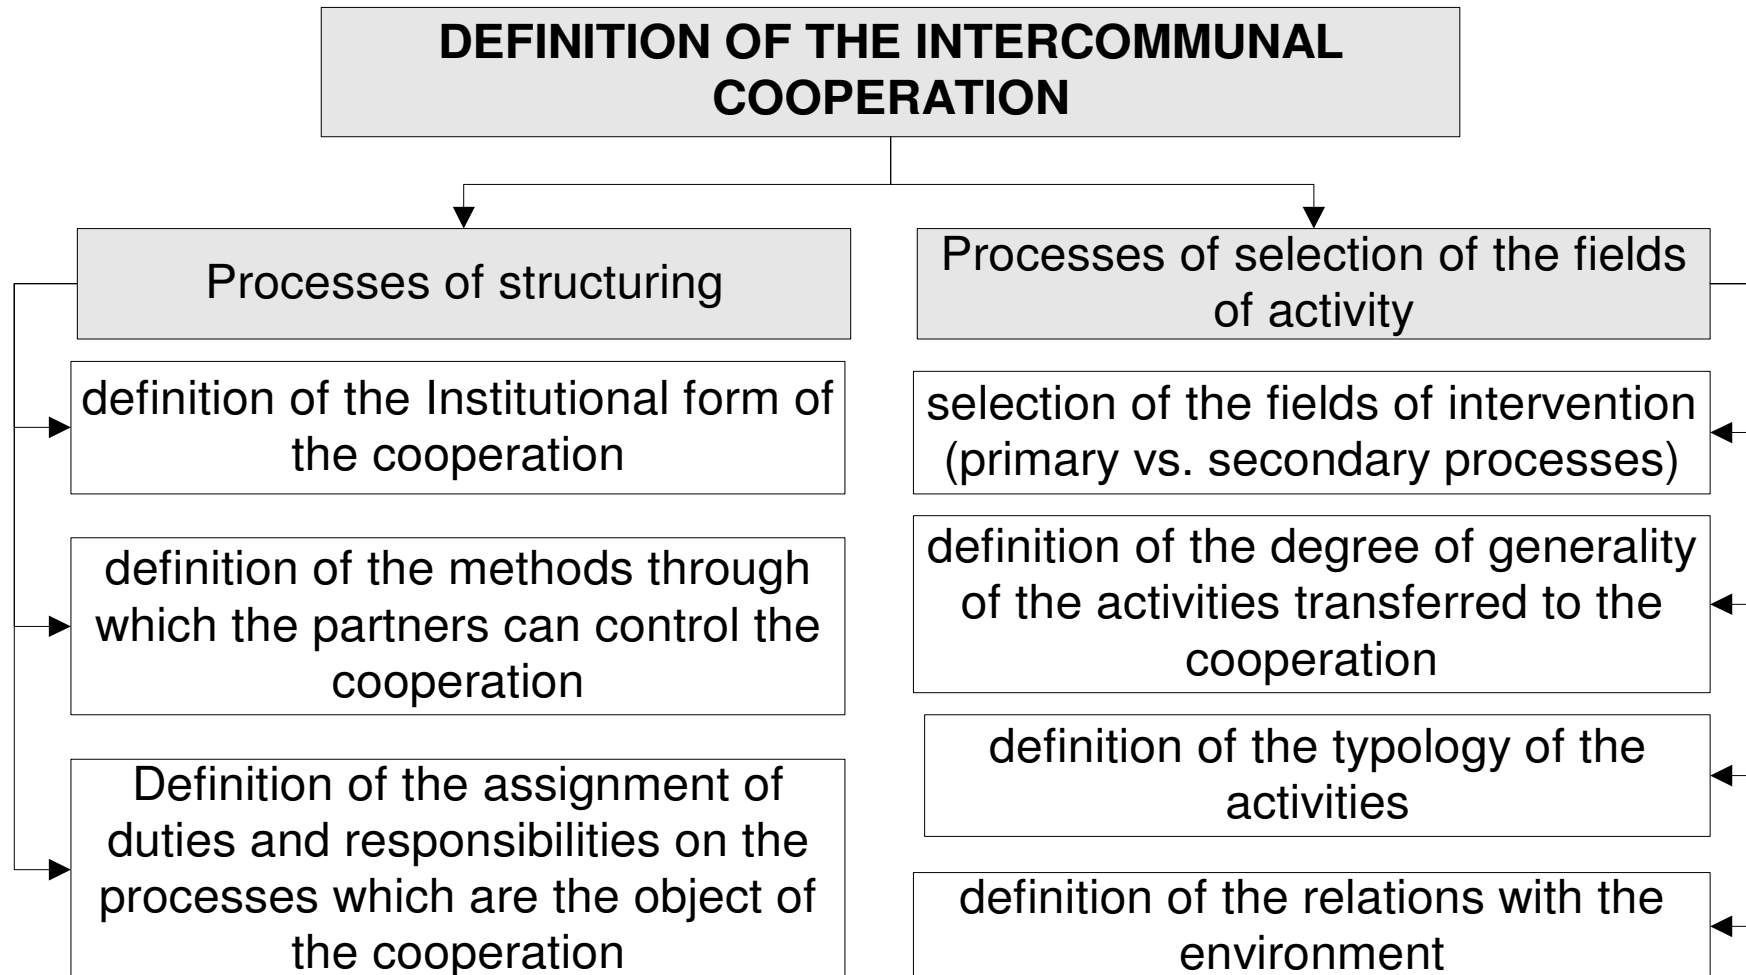 DEFINITION OF THE INTERCOMMUNAL
COOPERATION
Processes of structuring
definition of the Institutional form of
the cooperation
definition of the methods through
which the partners can control the
cooperation
Definition of the assignment of
duties and responsibilities on the
processes which are the object of
the cooperation
Processes of selection of the fields
of activity
selection of the fields of intervention
(primary vs. secondary processes)
definition of the degree of generality
of the activities transferred to the
cooperation
definition of the typology of the
activities
definition of the relations with the
environment